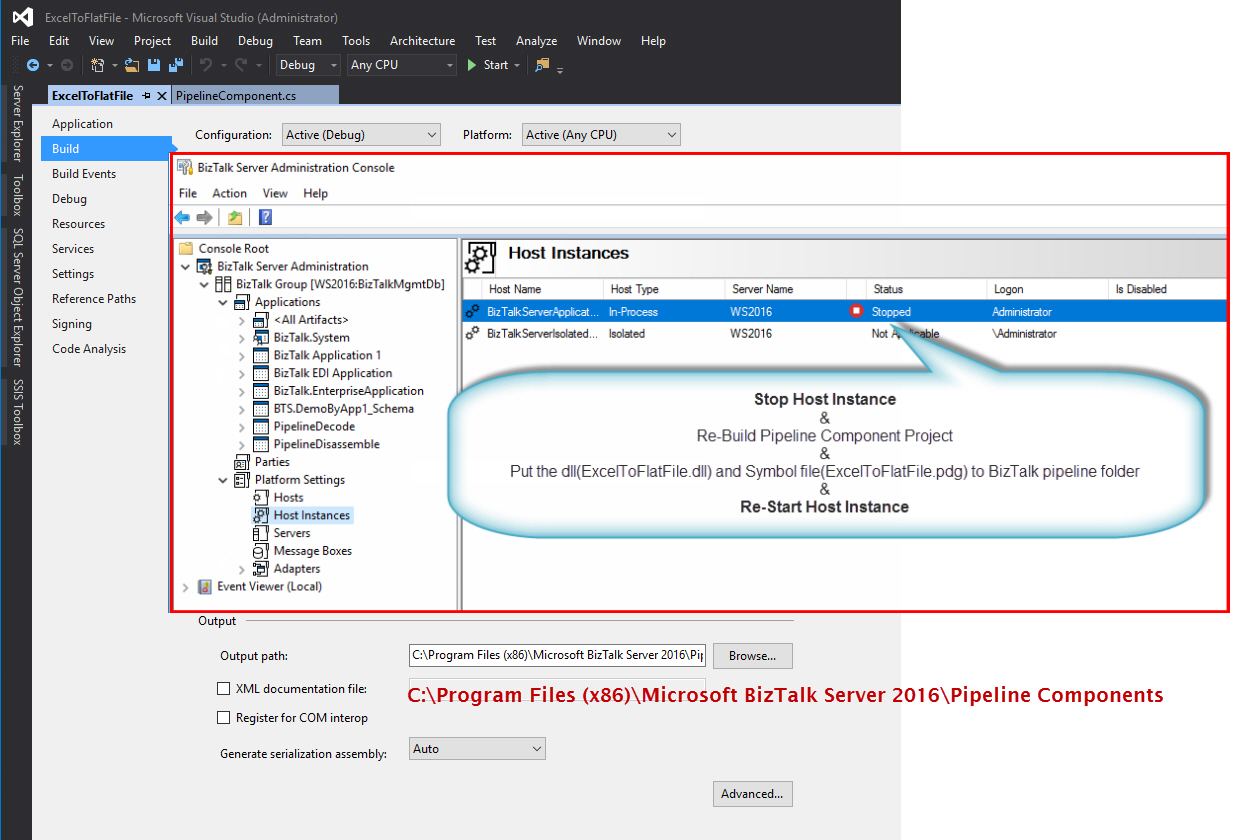 ExcelToFlatFile - Microsoft Visual Studio (Administrator)
File Edit View Project Build Debug Team Tools Architecture Test Analyze Window Help
Debug Any CPU Start
Server Explorer
Toolbox
SQL Server Object Explorer
SSIS Toolbox
ExcelToFlatFile PipelineComponent.cs
Application
Build
Build Events
Debug
Resources
Services
Settings
Reference Paths
Signing
Code Analysis
Configuration: Active (Debug) Platform: Active (Any CPU)
BizTalk Server Administration Console
File Action View Help
Console Root
BizTalk Server Administration
BizTalk Group [WS2016:BizTalkMgmtDb]
Applications
<All Artifacts>
BizTalk.System
BizTalk Application 1
BizTalk EDI Application
BizTalk.EnterpriseApplication
BTS.DemoByApp1_Schema
PipelineDecode
PipelineDisassemble
Parties
Platform Settings
Hosts
Host Instances
Servers
Message Boxes
Adapters
Event Viewer (Local)
Host Instances
Host Name Host Type Server Name Status Logon Is Disabled
BizTalkServerApplicat... In-Process WS2016 Stopped Administrator
BizTalkServerIsolated... Isolated WS2016 Not Applicable \Administrator
Stop Host Instance
&
Re-Build Pipeline Component Project
&
Put the dll(ExcelToFlatFile.dll) and Symbol file(ExcelToFlatFile.pdg) to BizTalk pipeline folder
&
Re-Start Host Instance
Output
Output path: C:\Program Files (x86)\Microsoft BizTalk Server 2016\Pip Browse...
XML documentation file:
C:\Program Files (x86)\Microsoft BizTalk Server 2016\Pipeline Components
Register for COM interop
Generate serialization assembly: Auto
Advanced...